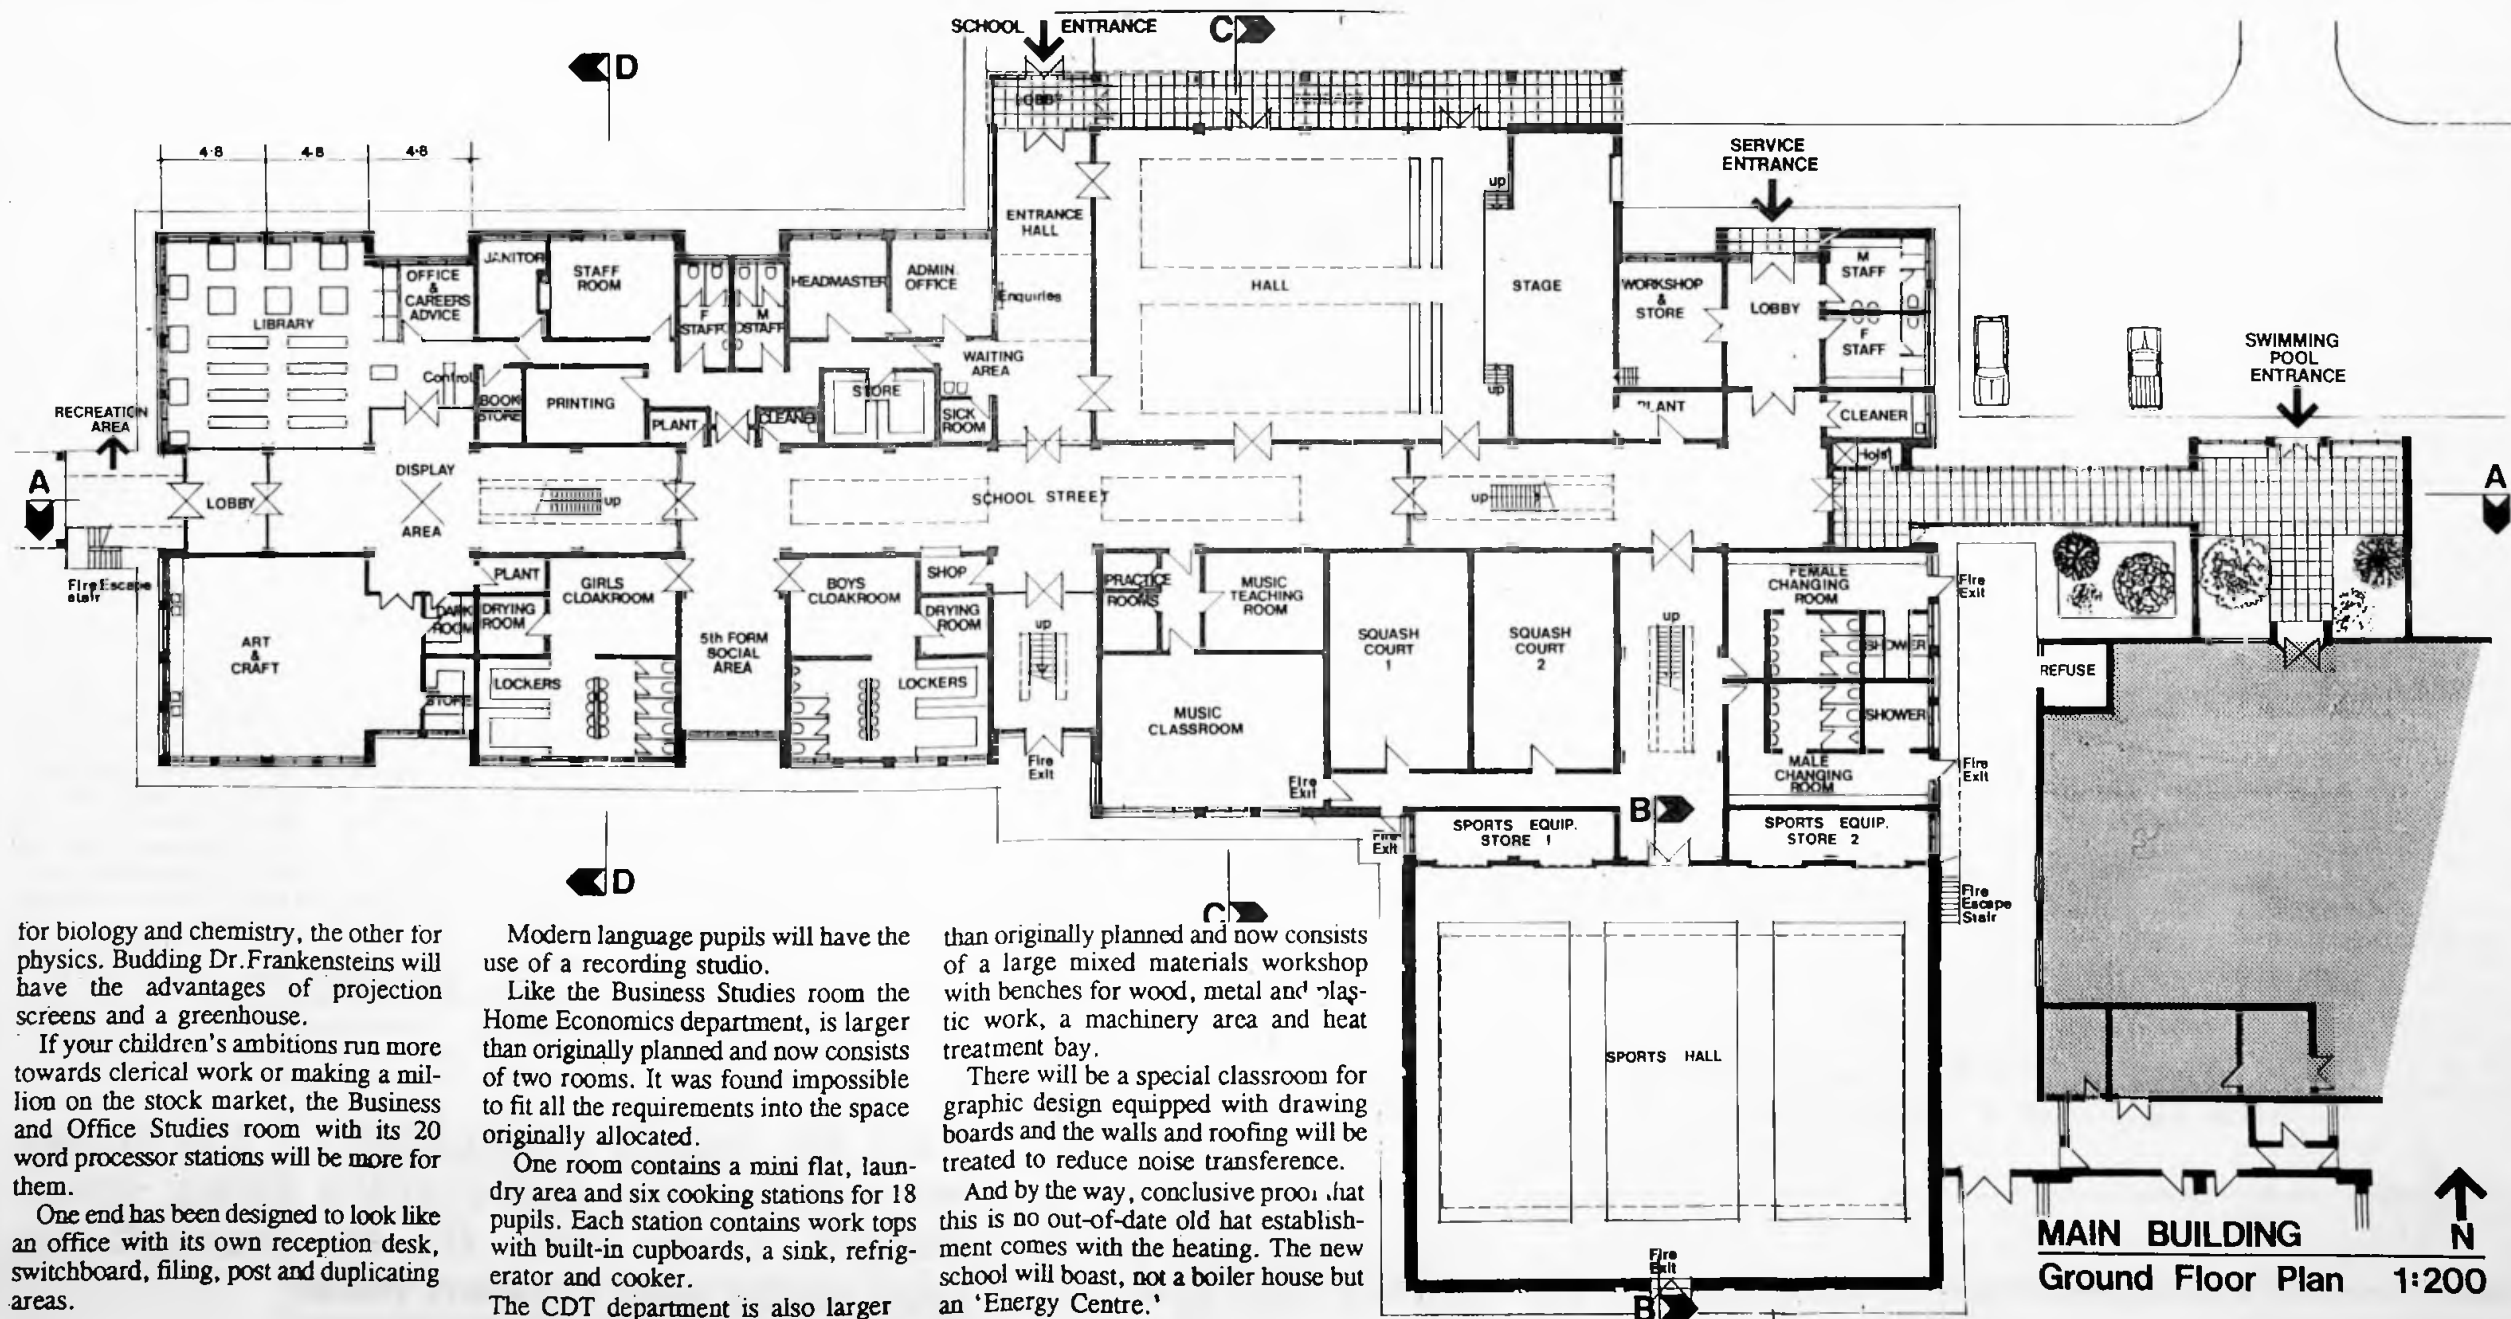 SCHOOL ENTRANCE
C
D
LOBBY
4·8 4·8 4·8
SERVICE
ENTRANCE
up
ENTRANCE
HALL
JANITOR
STAFF
ROOM
OFFICE
&
CAREERS
ADVICE
HEADMASTER
ADMIN.
OFFICE
Enquiries
HALL
STAGE
WORKSHOP
&
STORE
LOBBY
M
STAFF
F
STAFF
LIBRARY
F
STAFF
M
STAFF
WAITING
AREA
SWIMMING
POOL
ENTRANCE
Control
BOOK
STORE
PRINTING
STORE
up
PLANT
CLEANER
PLANT
SICK
ROOM
RECREATION
AREA
Hoist
A
DISPLAY
AREA
LOBBY
up
SCHOOL STREET
up
A
Fire Escape
stair
PLANT
GIRLS
CLOAKROOM
BOYS
CLOAKROOM
SHOP
PRACTICE
ROOMS
MUSIC
TEACHING
ROOM
FEMALE
CHANGING
ROOM
Fire
Exit
DARK
ROOM
DRYING
ROOM
DRYING
ROOM
up
up
ART
&
CRAFT
5th FORM
SOCIAL
AREA
SQUASH
COURT
1
SQUASH
COURT
2
SHOWER
REFUSE
LOCKERS
LOCKERS
STORE
MUSIC
CLASSROOM
SHOWER
Fire
Exit
Fire
Exit
MALE
CHANGING
ROOM
Fire
Exit
B
SPORTS EQUIP.
STORE 1
SPORTS EQUIP.
STORE 2
Fire
Exit
D
C
Fire
Escape
Stair
SPORTS HALL
Fire
Exit
B
MAIN BUILDING
N
Ground Floor Plan 1:200
for biology and chemistry, the other for
physics. Budding Dr.Frankensteins will
have the advantages of projection
screens and a greenhouse.
If your children's ambitions run more
towards clerical work or making a mil-
lion on the stock market, the Business
and Office Studies room with its 20
word processor stations will be more for
them.
One end has been designed to look like
an office with its own reception desk,
switchboard, filing, post and duplicating
areas.
Modern language pupils will have the
use of a recording studio.
Like the Business Studies room the
Home Economics department, is larger
than originally planned and now consists
of two rooms. It was found impossible
to fit all the requirements into the space
originally allocated.
One room contains a mini flat, laun-
dry area and six cooking stations for 18
pupils. Each station contains work tops
with built-in cupboards, a sink, refrig-
erator and cooker.
The CDT department is also larger
than originally planned and now consists
of a large mixed materials workshop
with benches for wood, metal and plas-
tic work, a machinery area and heat
treatment bay.
There will be a special classroom for
graphic design equipped with drawing
boards and the walls and roofing will be
treated to reduce noise transference.
And by the way, conclusive proof that
this is no out-of-date old hat establish-
ment comes with the heating. The new
school will boast, not a boiler house but
an 'Energy Centre.'